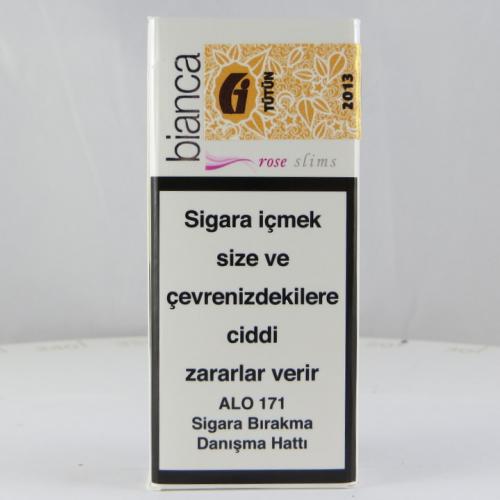 bianca
G
TÜTÜN
2013
rose slims
Sigara içmek
size ve
çevrenizdekilere
ciddi
zararlar verir
ALO 171
Sigara Bırakma
Danışma Hattı